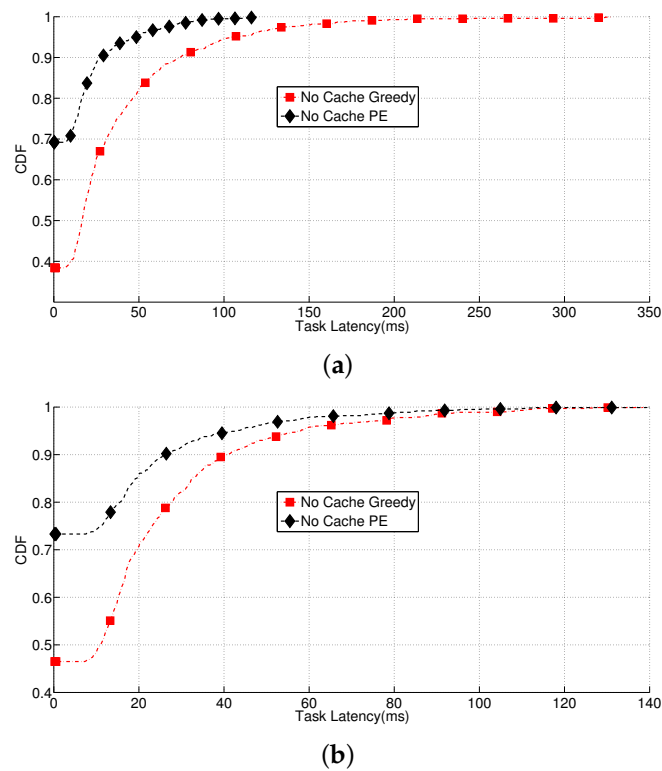 1
0.9
0.8
0.7
0.6
0.5
0.4
CDF
No Cache Greedy
No Cache PE
0 50 100 150 200 250 300 350
Task Latency(ms)
(a)
1
0.9
0.8
0.7
0.6
0.5
0.4
CDF
No Cache Greedy
No Cache PE
0 20 40 60 80 100 120 140
Task Latency(ms)
(b)